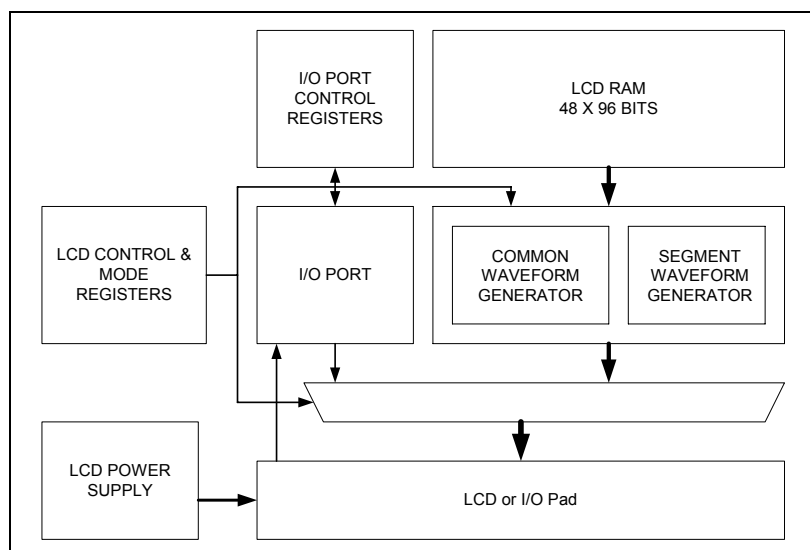 I/O PORT
CONTROL
REGISTERS
LCD RAM
48 X 96 BITS
LCD CONTROL &
MODE
REGISTERS
I/O PORT
COMMON
WAVEFORM
GENERATOR
SEGMENT
WAVEFORM
GENERATOR
LCD POWER
SUPPLY
LCD or I/O Pad